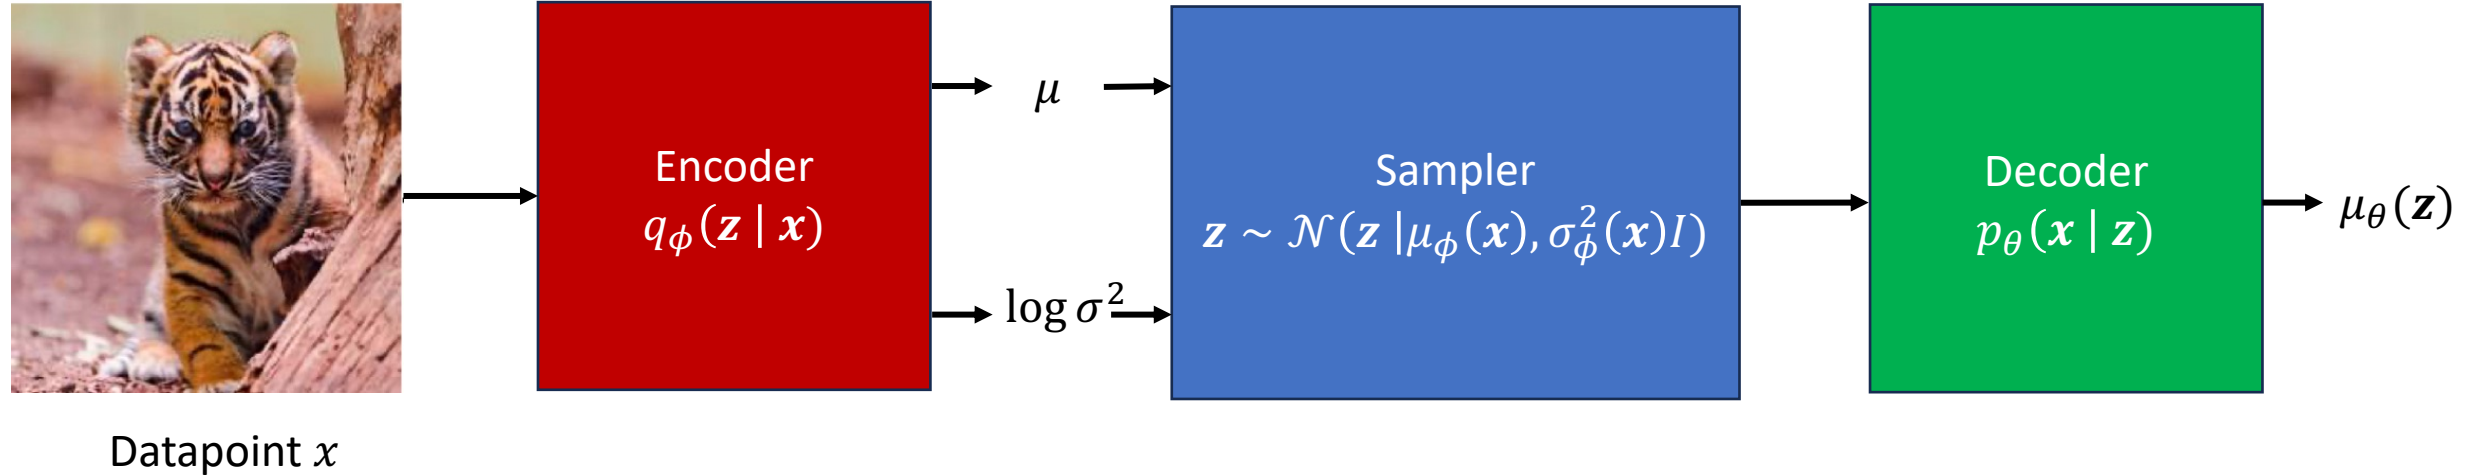 Encoder
q_ϕ(z | x)
μ
log σ²
Sampler
z ~ 𝒩(z |μ_ϕ(x), σ_ϕ²(x)I)
Decoder
p_θ(x | z)
μ_θ(z)
Datapoint x